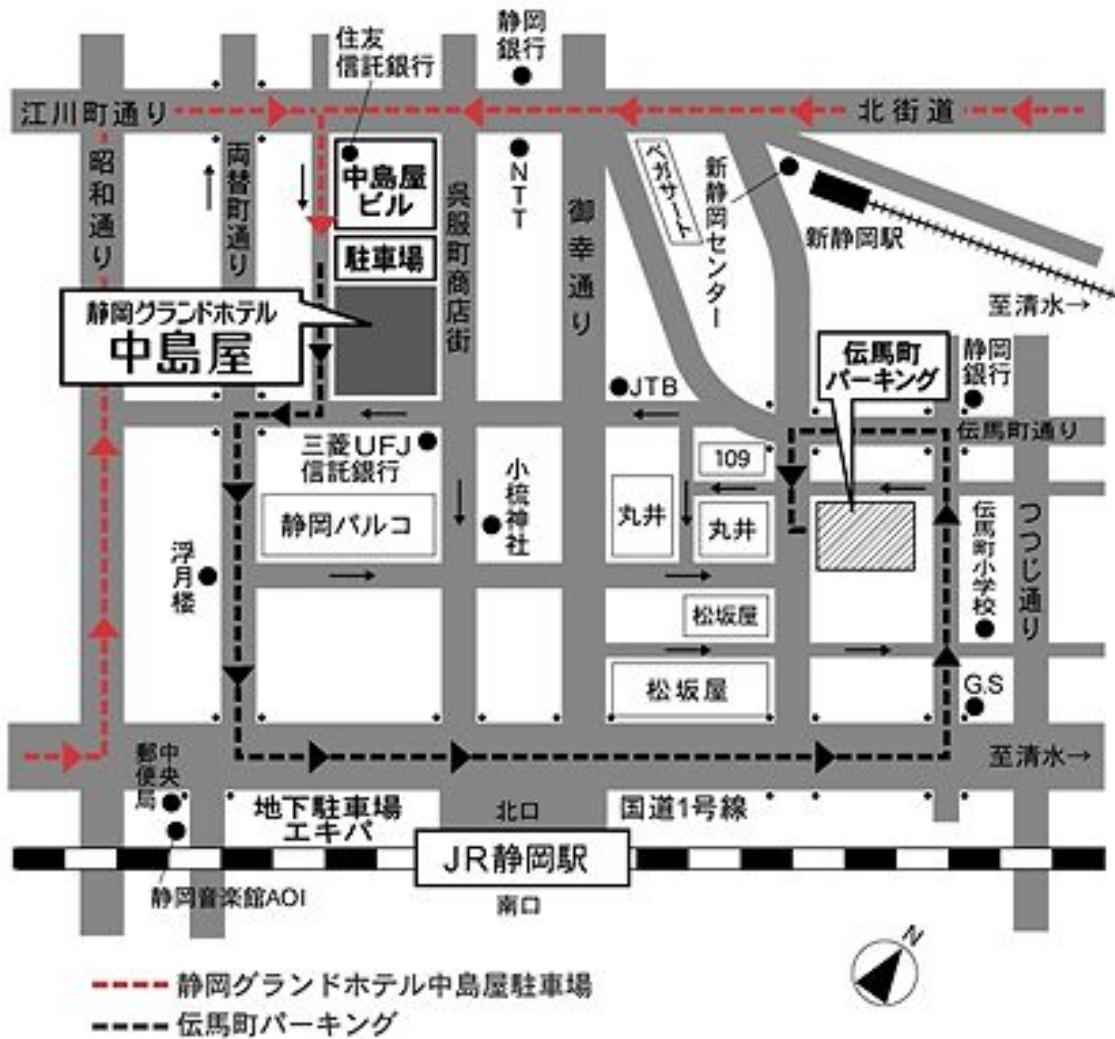 静岡
銀行
住友
信託銀行
江川町通り
北街道
昭和通り
両替町通り
中島屋
ビル
駐車場
呉服町商店街
NTT
御幸通り
ペガサート
新静岡センター
新静岡駅
至清水→
静岡グランドホテル
中島屋
伝馬町
パーキング
静岡
銀行
JTB
伝馬町通り
三菱UFJ
信託銀行
109
小梳神社
静岡パルコ
丸井
丸井
伝馬町小学校
つつじ通り
浮月楼
松坂屋
松坂屋
G.S
中央
郵便局
至清水→
地下駐車場
エキパ
北口
国道1号線
JR静岡駅
静岡音楽館AOI
南口
N
静岡グランドホテル中島屋駐車場
伝馬町パーキング